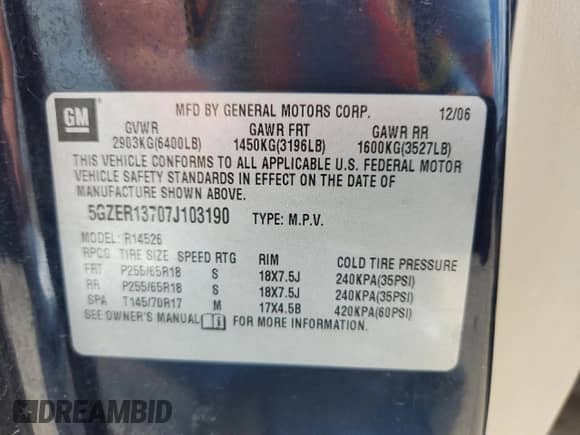 GM
MFD BY GENERAL MOTORS CORP. 12/06
GVWR GAWR FRT GAWR RR
2903KG(6400LB) 1450KG(3196LB) 1600KG(3527LB)
THIS VEHICLE CONFORMS TO ALL APPLICABLE U.S. FEDERAL MOTOR
VEHICLE SAFETY STANDARDS IN EFFECT ON THE DATE OF
MANUFACTURE SHOWN ABOVE.
5GZER13707J103190 TYPE: M.P.V.
MODEL: R14526
RPCG TIRE SIZE SPEED RTG RIM COLD TIRE PRESSURE
FRT P255/65R18 S 18X7.5J 240KPA(35PSI)
RR P255/65R18 S 18X7.5J 240KPA(35PSI)
SPA T145/70R17 M 17X4.5B 420KPA(60PSI)
SEE OWNER'S MANUAL FOR MORE INFORMATION.
DREAMBID